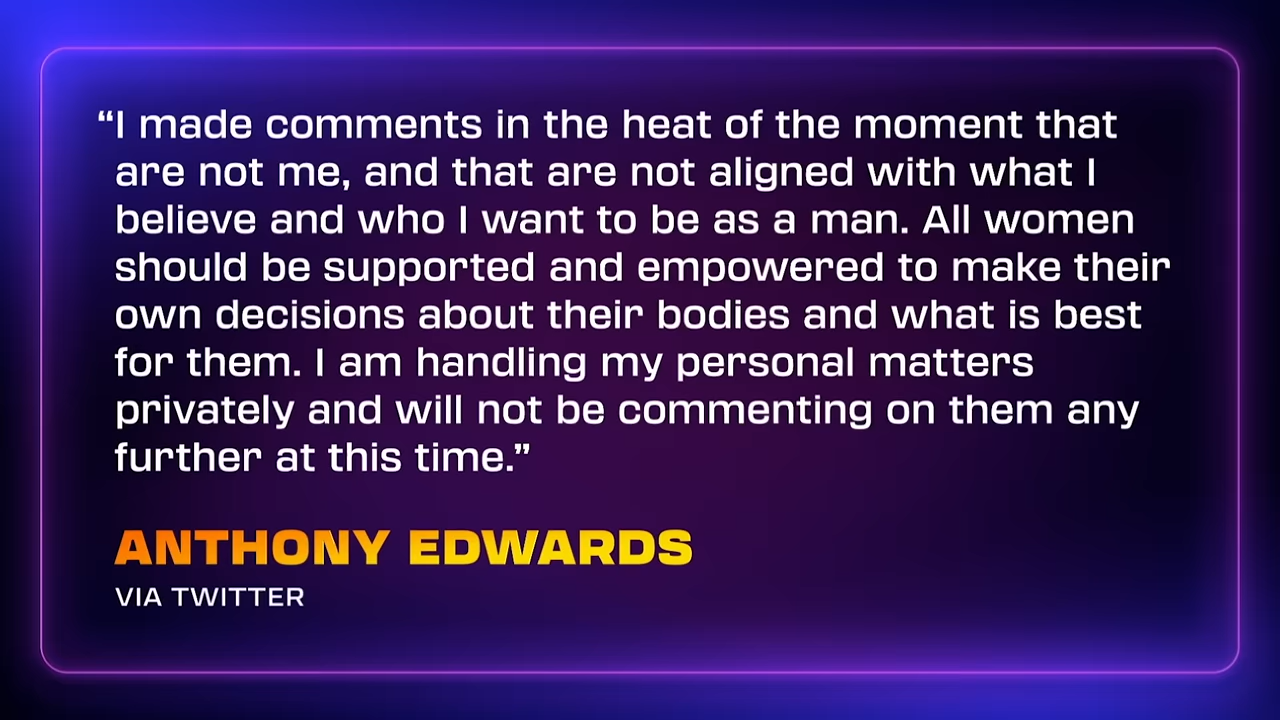 “I made comments in the heat of the moment that
are not me, and that are not aligned with what I
believe and who I want to be as a man. All women
should be supported and empowered to make their
own decisions about their bodies and what is best
for them. I am handling my personal matters
privately and will not be commenting on them any
further at this time.”
ANTHONY EDWARDS
VIA TWITTER